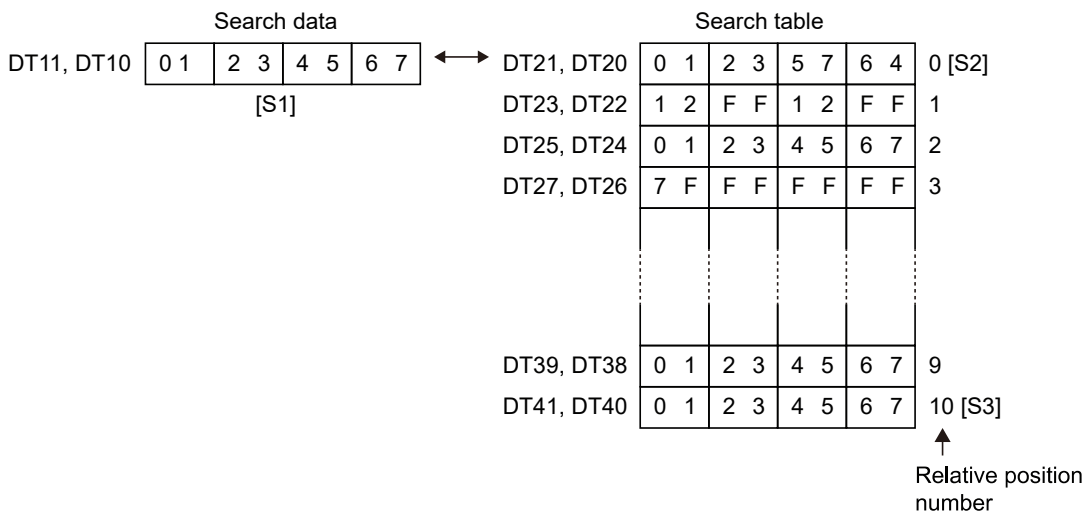 Search data Search table
DT11, DT10 01 2 3 4 5 6 7 DT21, DT20 0 1 2 3 5 7 6 4 0 [S2]
[S1] DT23, DT22 1 2 F F 1 2 F F 1
DT25, DT24 0 1 2 3 4 5 6 7 2
DT27, DT26 7 F F F F F F F 3
DT39, DT38 0 1 2 3 4 5 6 7 9
DT41, DT40 0 1 2 3 4 5 6 7 10 [S3]
Relative position
number